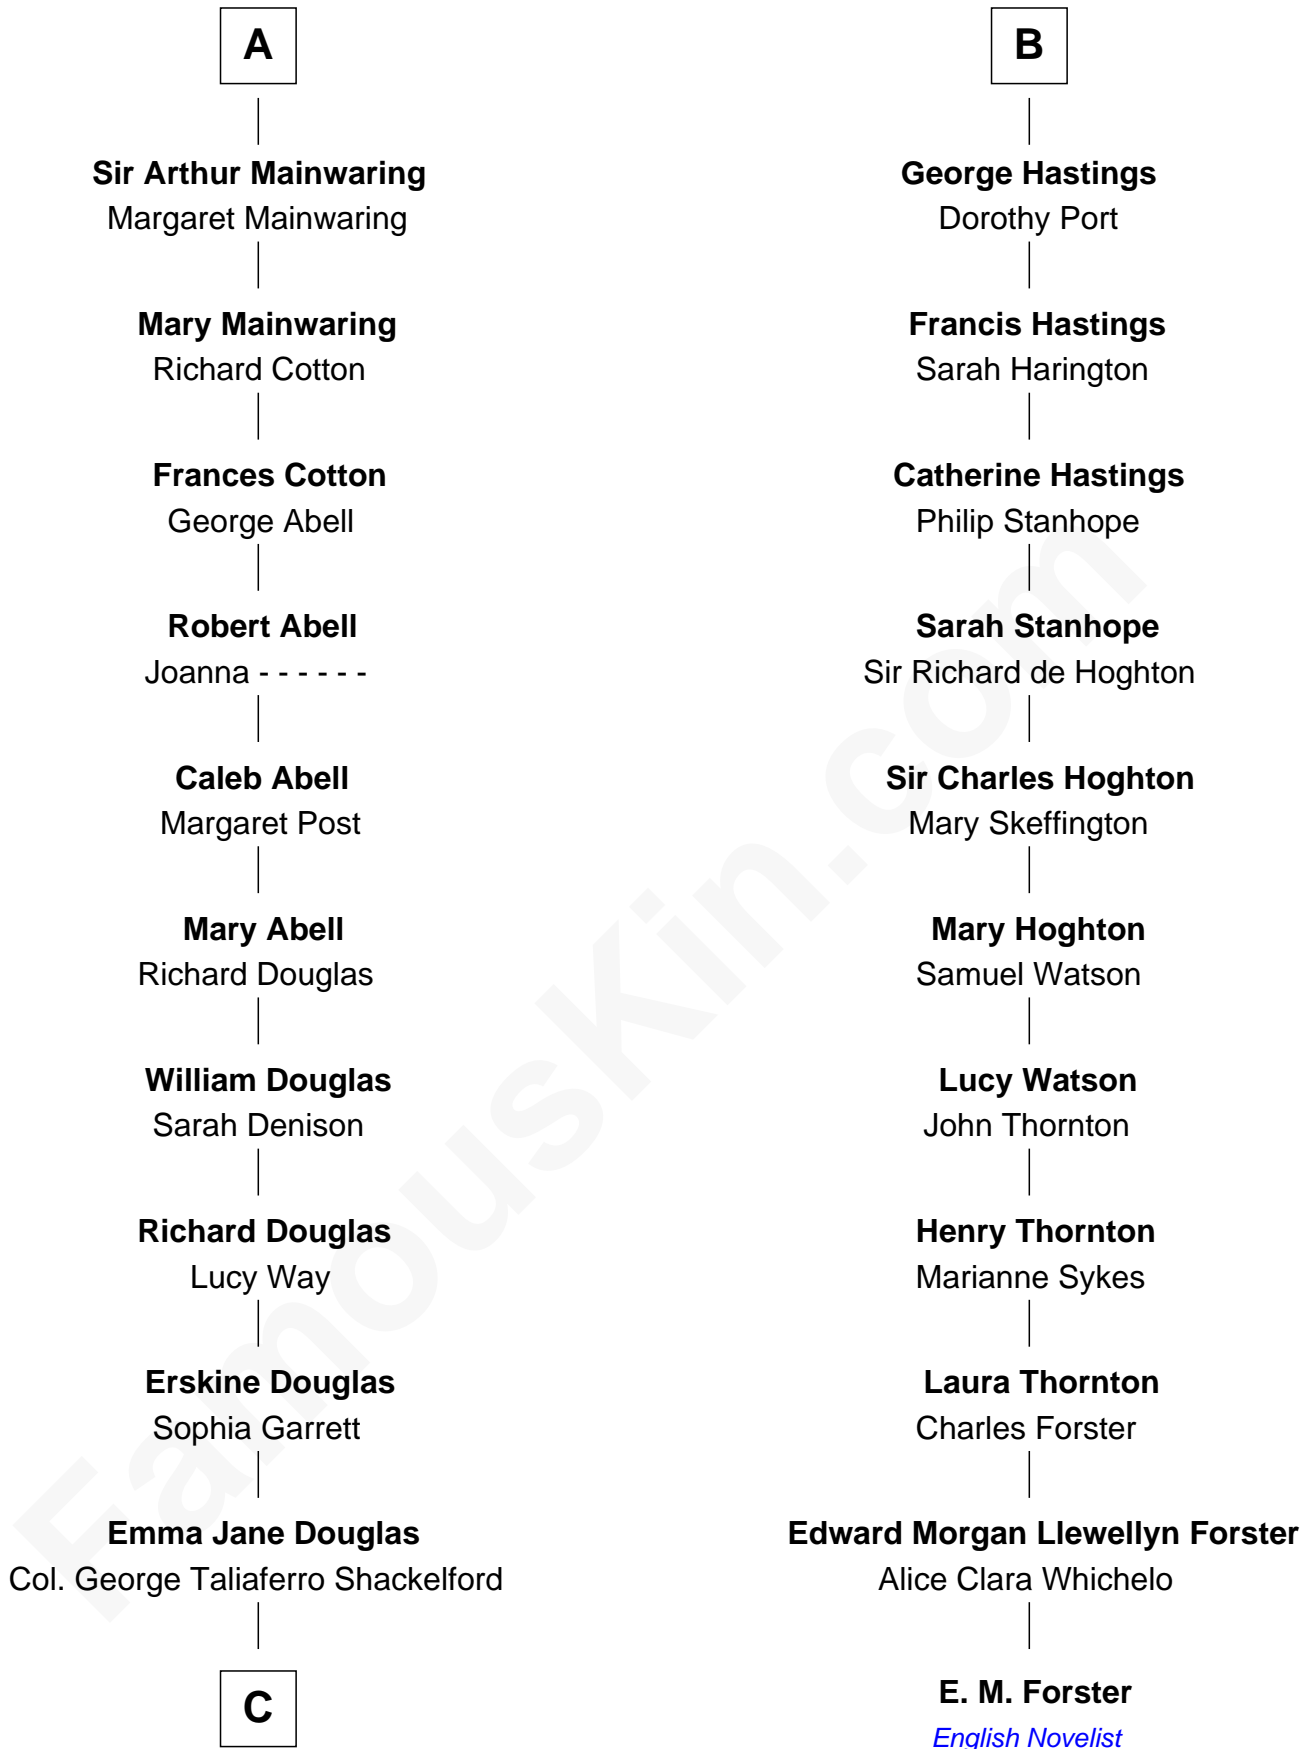 A
Sir Arthur Mainwaring
Margaret Mainwaring
Mary Mainwaring
Richard Cotton
Frances Cotton
George Abell
Robert Abell
Joanna - - - - - -
Caleb Abell
Margaret Post
Mary Abell
Richard Douglas
William Douglas
Sarah Denison
Richard Douglas
Lucy Way
Erskine Douglas
Sophia Garrett
Emma Jane Douglas
Col. George Taliaferro Shackelford
C
B
George Hastings
Dorothy Port
Francis Hastings
Sarah Harington
Catherine Hastings
Philip Stanhope
Sarah Stanhope
Sir Richard de Hoghton
Sir Charles Hoghton
Mary Skeffington
Mary Hoghton
Samuel Watson
Lucy Watson
John Thornton
Henry Thornton
Marianne Sykes
Laura Thornton
Charles Forster
Edward Morgan Llewellyn Forster
Alice Clara Whichelo
E. M. Forster
English Novelist
FamousKin.com